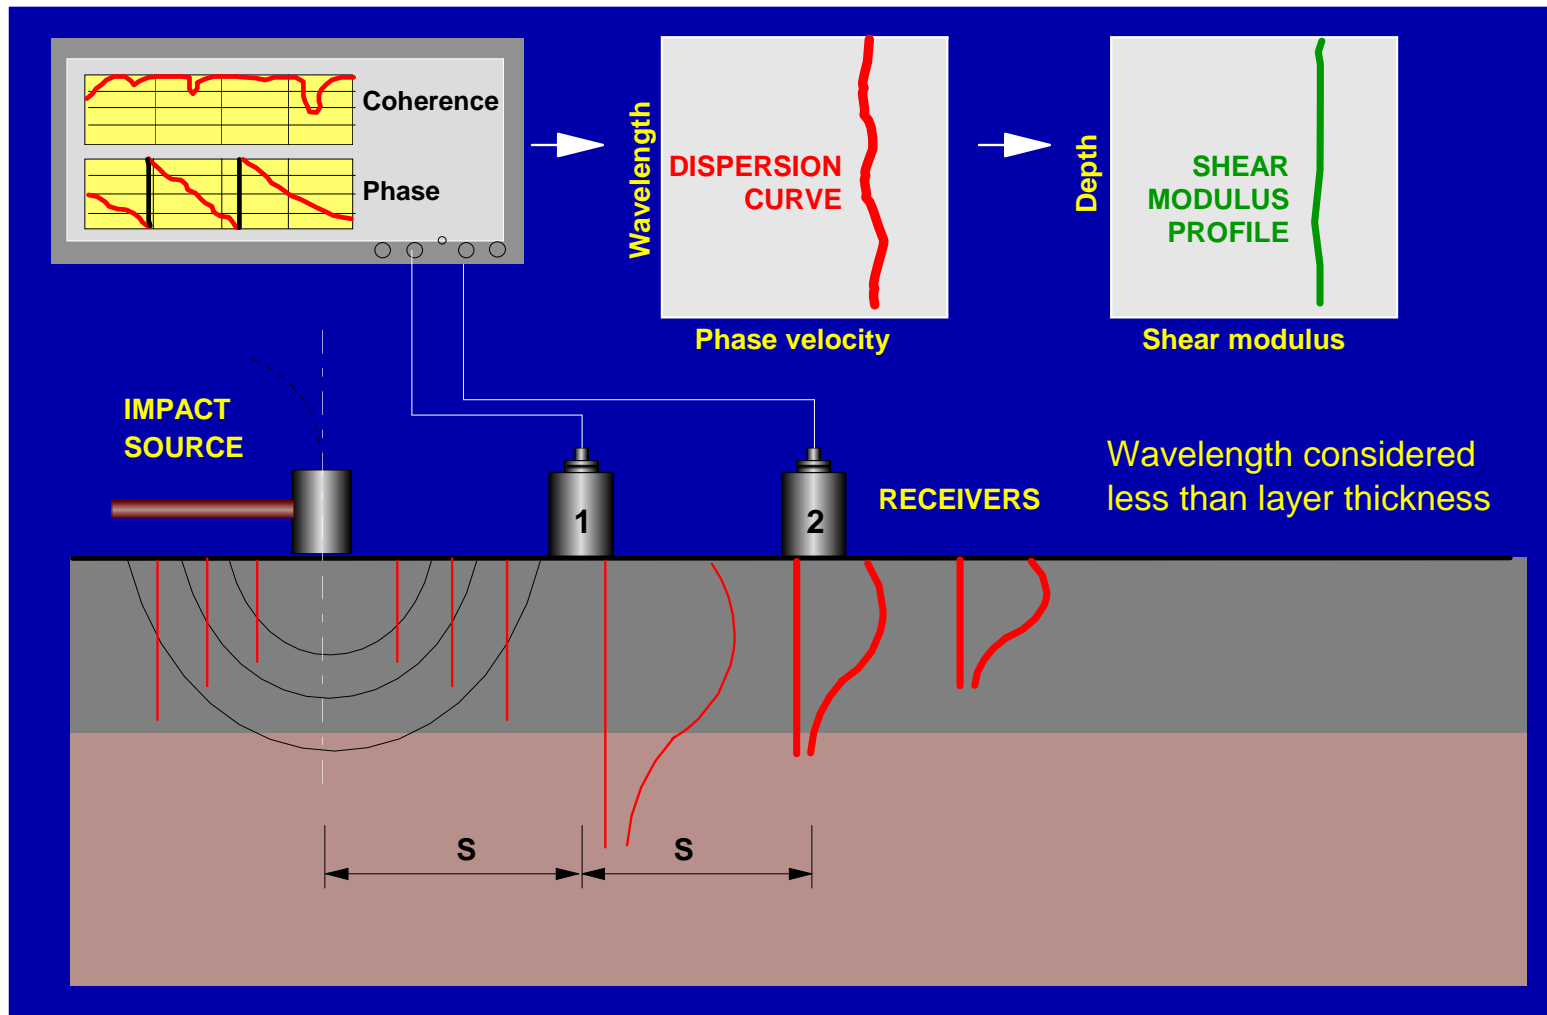 Coherence
Phase
Wavelength
DISPERSION
CURVE
Phase velocity
Depth
SHEAR
MODULUS
PROFILE
Shear modulus
IMPACT
SOURCE
1
2
RECEIVERS
Wavelength considered
less than layer thickness
S
S